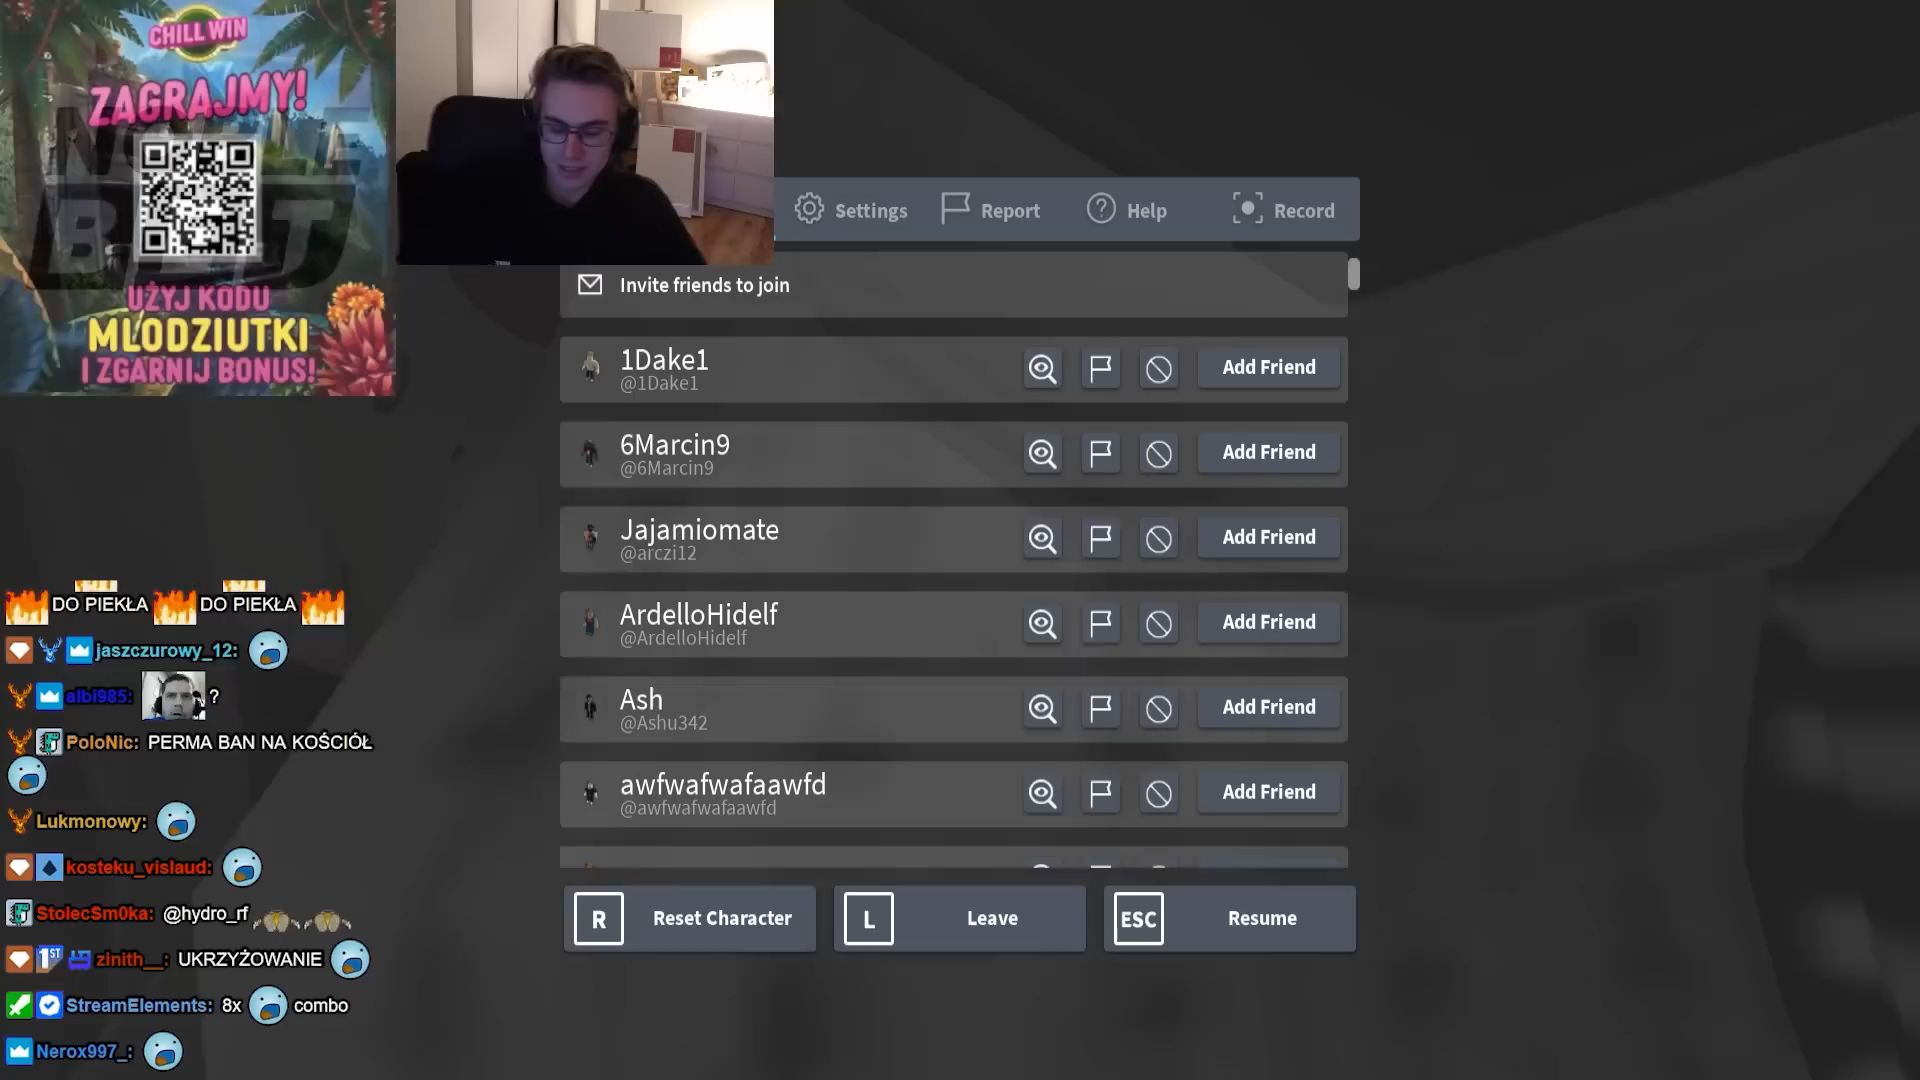 CHILL WIN
ZAGRAJMY!
UŻYJ KODU
MLODZIUTKI
I ZGARNIJ BONUS!
Settings
Report
Help
Record
Invite friends to join
1Dake1
@1Dake1
Add Friend
6Marcin9
@6Marcin9
Add Friend
Jajamiomate
@arczi12
Add Friend
ArdelloHidelf
@ArdelloHidelf
Add Friend
Ash
@Ashu342
Add Friend
awfwafwafaawfd
@awfwafwafaawfd
Add Friend
R Reset Character
L Leave
ESC Resume
DO PIEKŁA DO PIEKŁA
jaszczurowy_12:
albi985: ?
PoloNic: PERMA BAN NA KOŚCIÓŁ
Lukmonowy:
kosteku_vislaud:
StolecSm0ka: @hydro_rf
1ST zinith__: UKRZYŻOWANIE
StreamElements: 8x combo
Nerox997_: